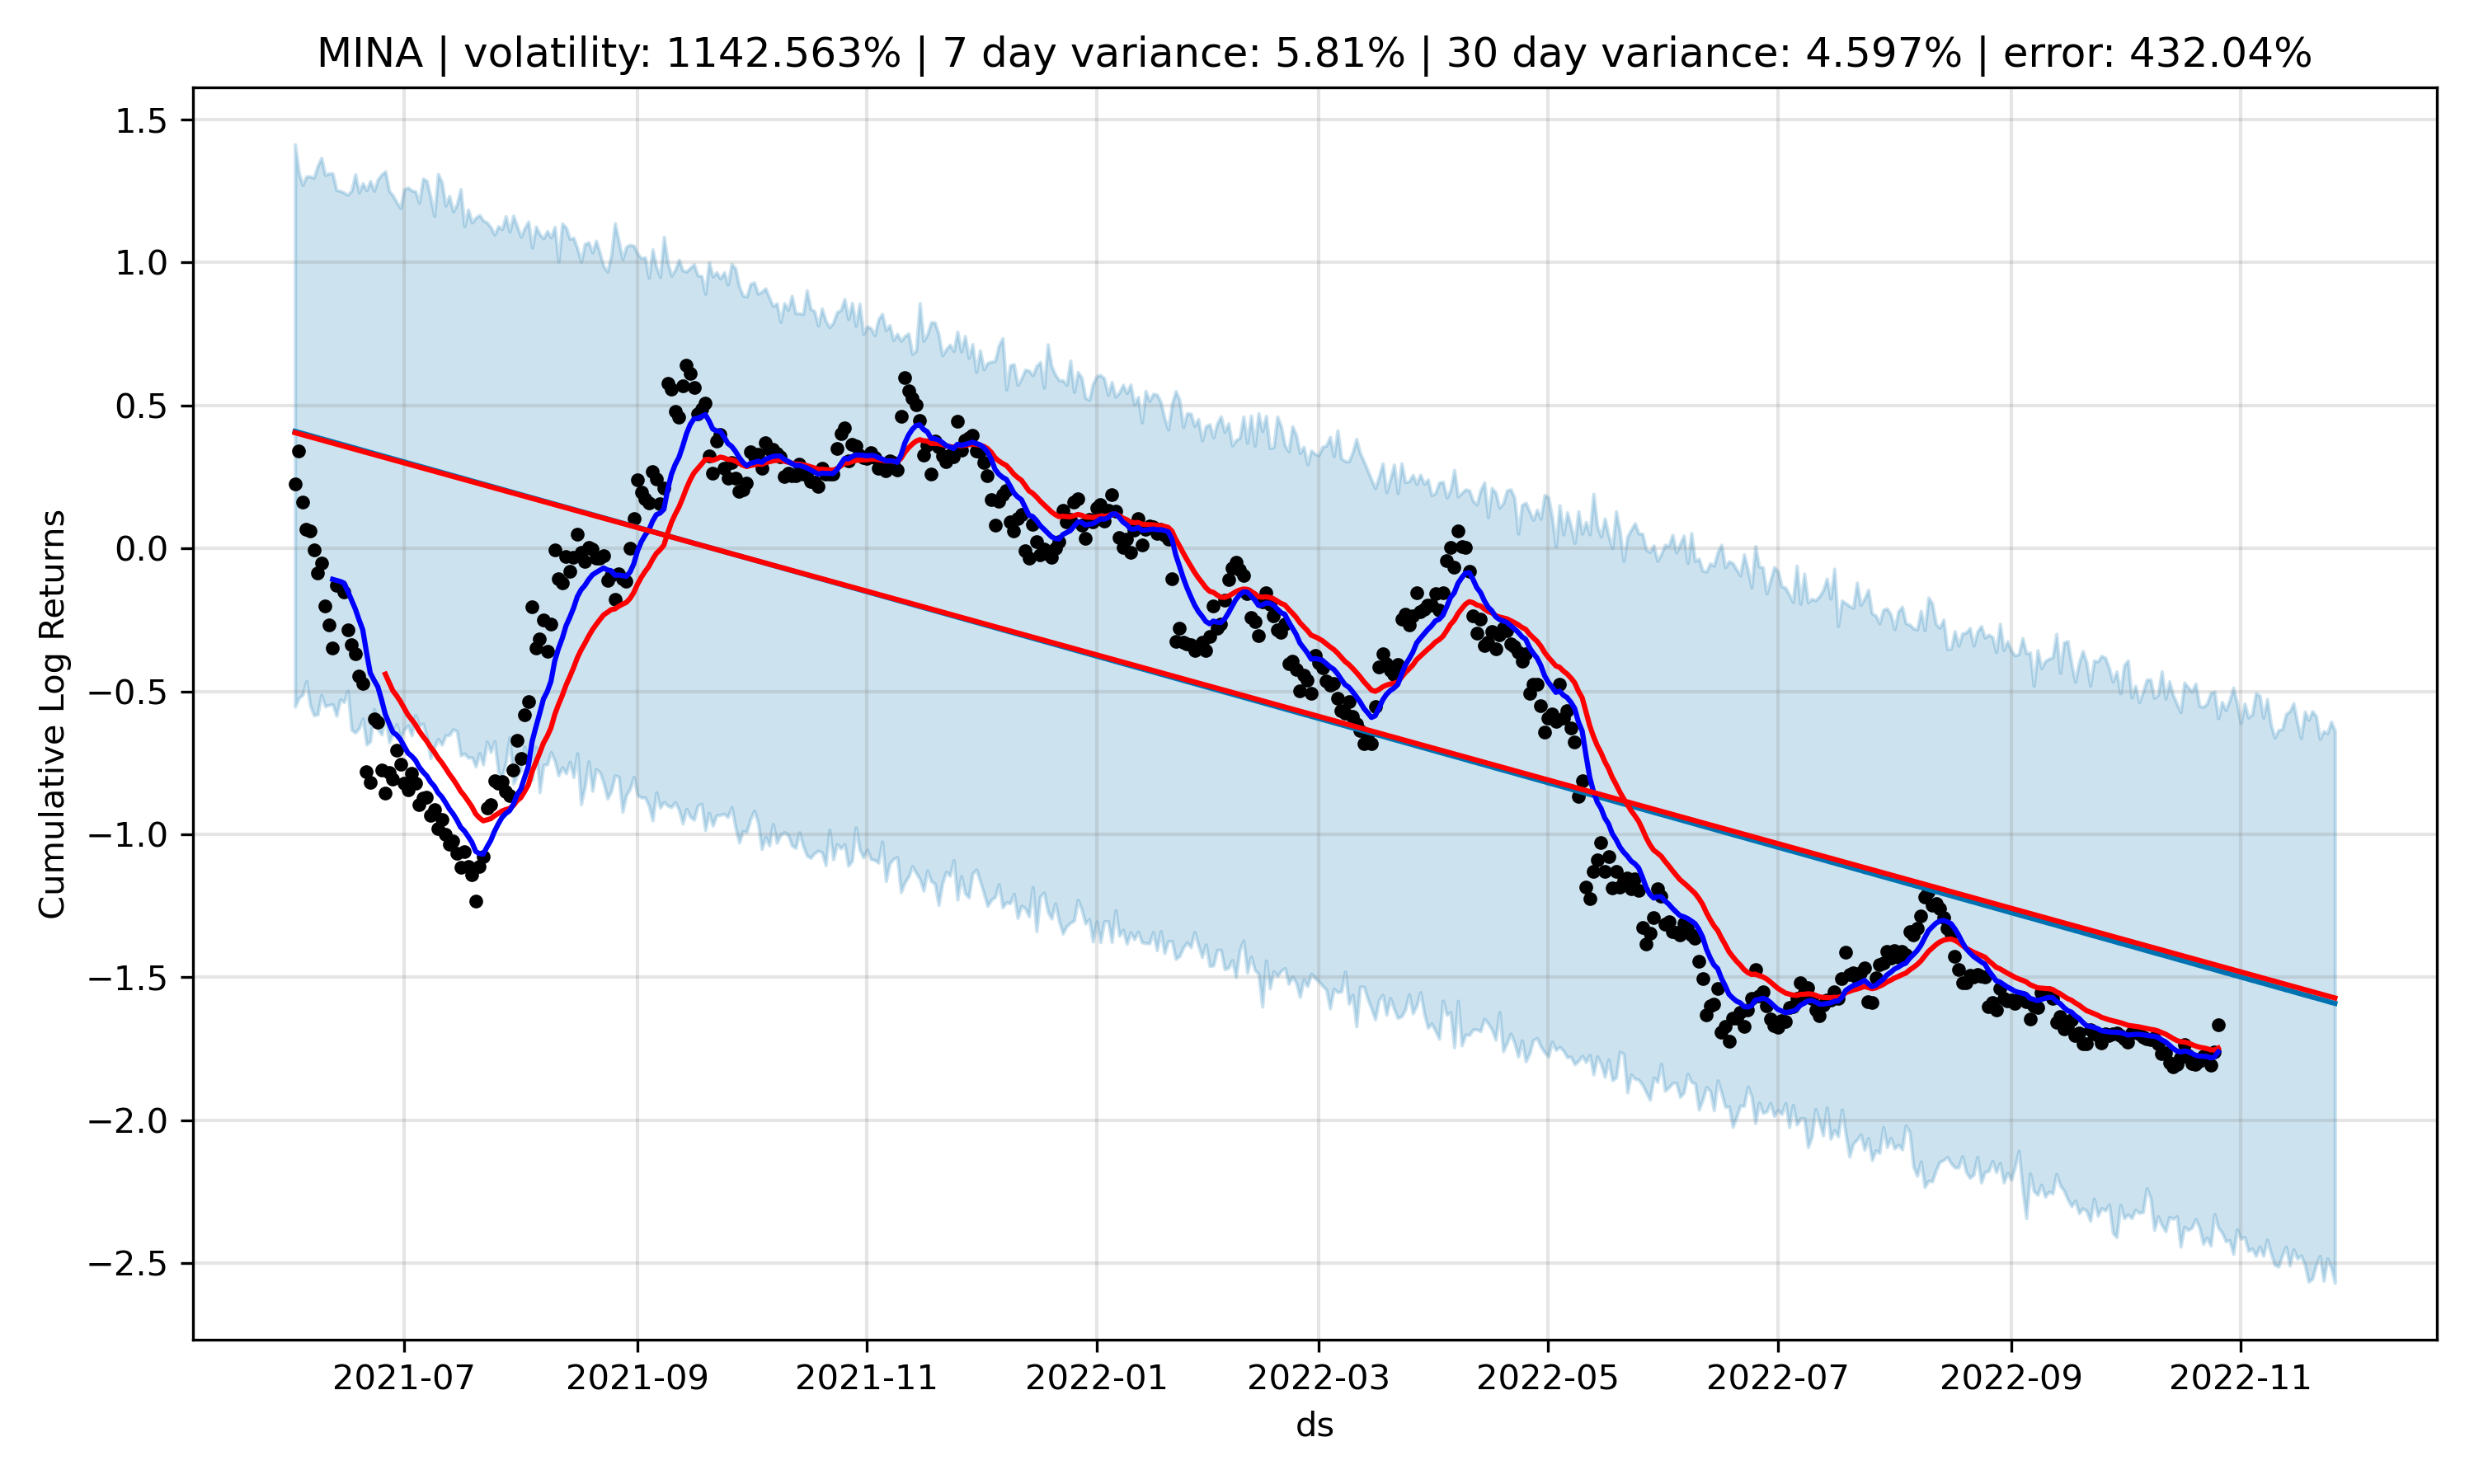 MINA | volatility: 1142.563% | 7 day variance: 5.81% | 30 day variance: 4.597% | error: 432.04%
1.5
1.0
0.5
0.0
−0.5
−1.0
−1.5
−2.0
−2.5
Cumulative Log Returns
2021-07 2021-09 2021-11 2022-01 2022-03 2022-05 2022-07 2022-09 2022-11
ds